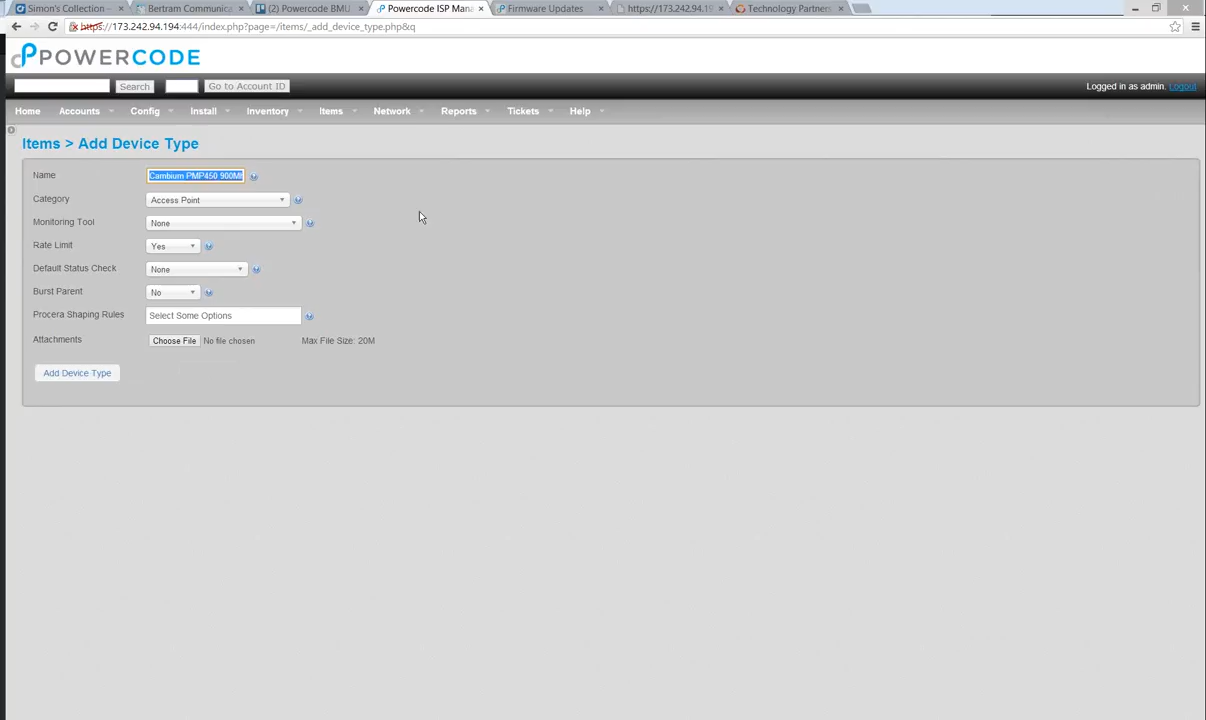 Simon's Collection –
Bertram Communica
(2) Powercode BMU
Powercode ISP Mana
Firmware Updates
https://173.242.94.19
Technology Partner
https://173.242.94.194:444/index.php?page=/items/_add_device_type.php&q
POWERCODE
Search
Go to Account ID
Logged in as admin. Logout
Home
Accounts
Config
Install
Inventory
Items
Network
Reports
Tickets
Help
Items > Add Device Type
Name
Cambium PMP450 900M
Category
Access Point
Monitoring Tool
None
Rate Limit
Yes
Default Status Check
None
Burst Parent
No
Procera Shaping Rules
Select Some Options
Attachments
Choose File No file chosen
Max File Size: 20M
Add Device Type